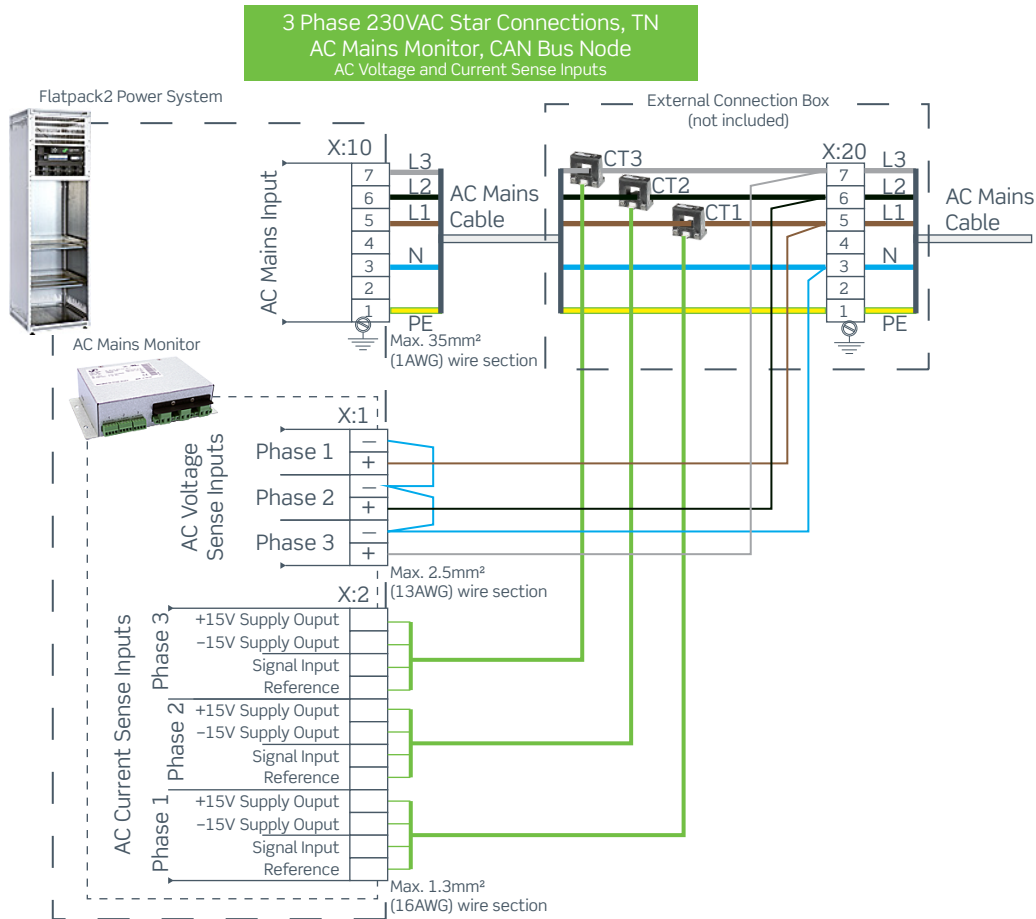 3 Phase 230VAC Star Connections, TN
AC Mains Monitor, CAN Bus Node
AC Voltage and Current Sense Inputs
Flatpack2 Power System
External Connection Box
(not included)
X:10
AC Mains Input
7
6
5
4
3
2
1
L3
L2
L1
N
PE
AC Mains
Cable
CT3
CT2
CT1
X:20
7
6
5
4
3
2
1
L3
L2
L1
N
PE
AC Mains
Cable
Max. 35mm²
(1AWG) wire section
AC Mains Monitor
X:1
AC Voltage
Sense Inputs
Phase 1
–
+
Phase 2
–
+
Phase 3
–
+
Max. 2.5mm²
(13AWG) wire section
X:2
AC Current Sense Inputs
Phase 3
+15V Supply Ouput
–15V Supply Ouput
Signal Input
Reference
Phase 2
+15V Supply Ouput
–15V Supply Ouput
Signal Input
Reference
Phase 1
+15V Supply Ouput
–15V Supply Ouput
Signal Input
Reference
Max. 1.3mm²
(16AWG) wire section